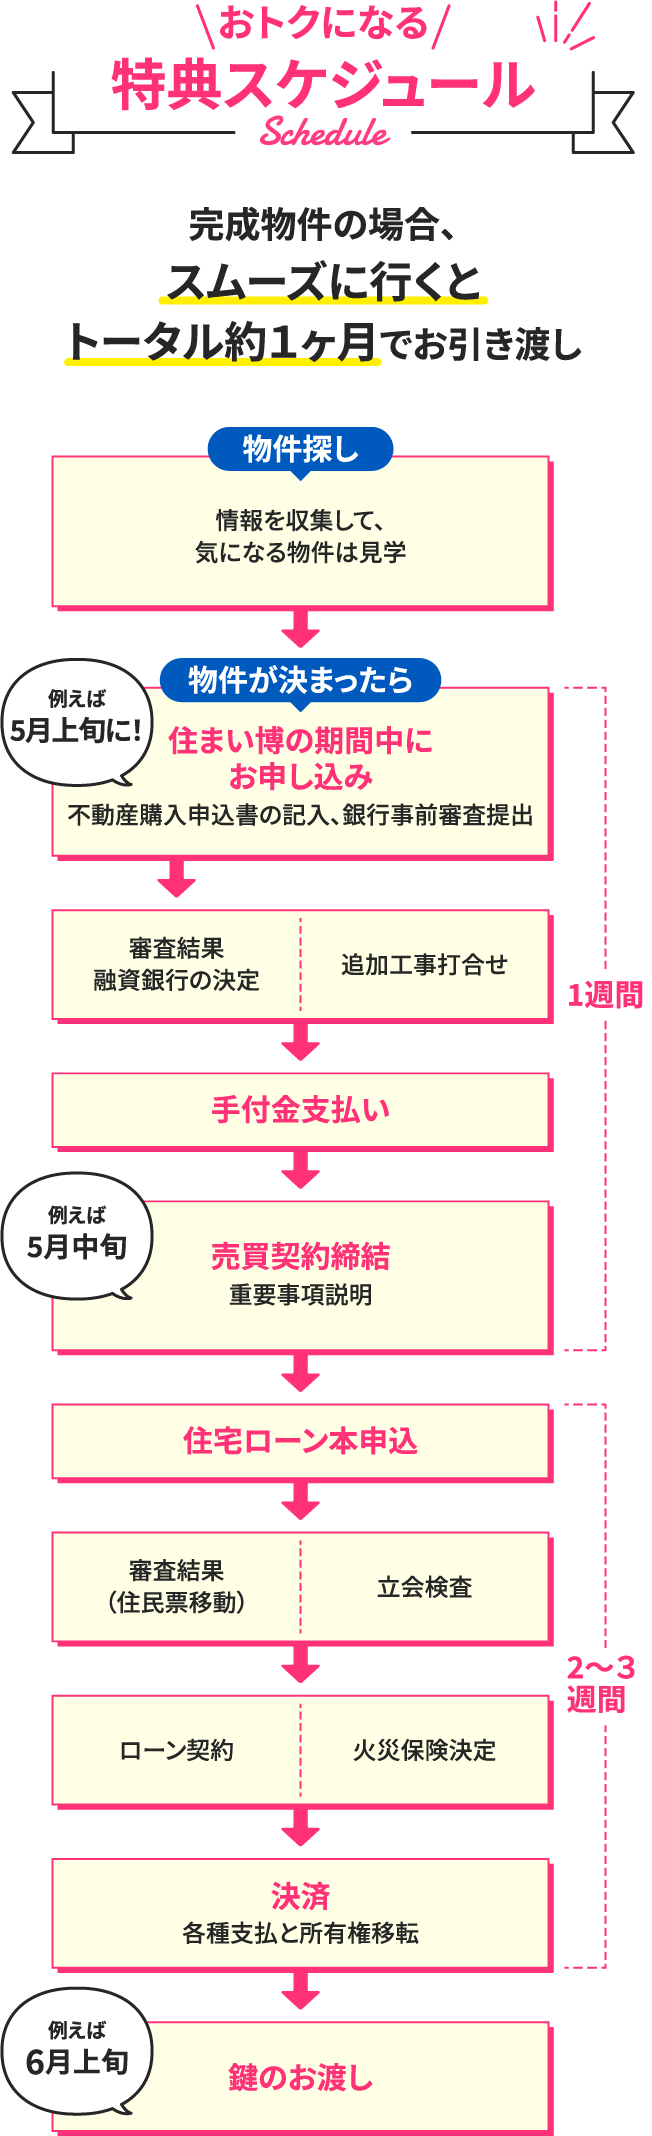 おトクになる
特典スケジュール
Schedule
完成物件の場合、
スムーズに行くと
トータル約1ヶ月でお引き渡し
物件探し
情報を収集して、
気になる物件は見学
物件が決まったら
例えば
5月上旬に!
住まい博の期間中に
お申し込み
不動産購入申込書の記入、銀行事前審査提出
審査結果
融資銀行の決定
追加工事打合せ
1週間
手付金支払い
例えば
5月中旬
売買契約締結
重要事項説明
住宅ローン本申込
審査結果
（住民票移動）
立会検査
2〜3
週間
ローン契約
火災保険決定
決済
各種支払と所有権移転
例えば
6月上旬
鍵のお渡し